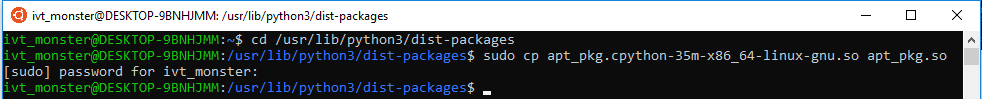 ivt_monster@DESKTOP-9BNHJMM: /usr/lib/python3/dist-packages
ivt_monster@DESKTOP-9BNHJMM:~$ cd /usr/lib/python3/dist-packages
ivt_monster@DESKTOP-9BNHJMM:/usr/lib/python3/dist-packages$ sudo cp apt_pkg.cpython-35m-x86_64-linux-gnu.so apt_pkg.so
[sudo] password for ivt_monster:
ivt_monster@DESKTOP-9BNHJMM:/usr/lib/python3/dist-packages$